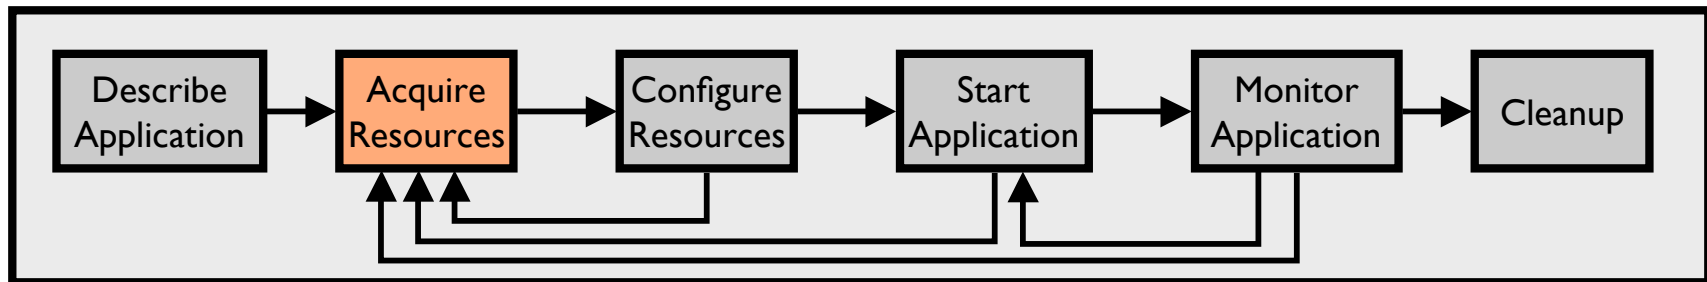 Describe
Application
Acquire
Resources
Configure
Resources
Start
Application
Monitor
Application
Cleanup